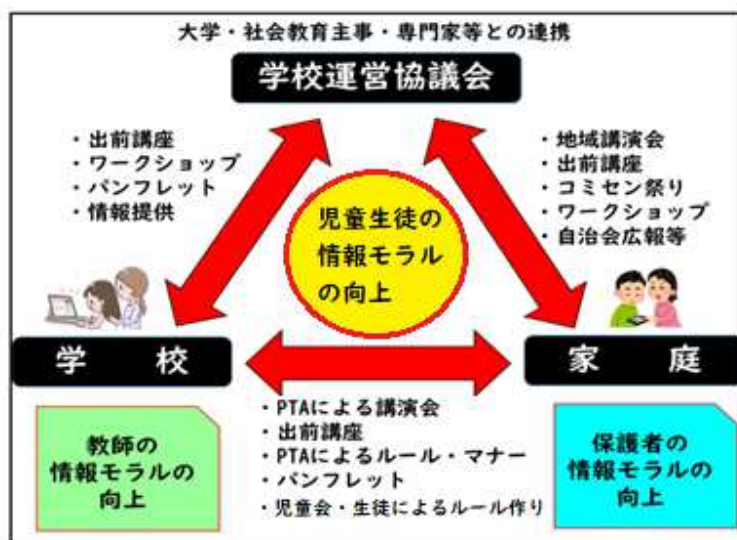 大学・社会教育主事・専門家等との連携
学校運営協議会
・出前講座
・ワークショップ
・パンフレット
・情報提供
・地域講演会
・出前講座
・コミセン祭り
・ワークショップ
・自治会広報等
児童生徒の
情報モラル
の向上
学　校
家　庭
・PTAによる講演会
・出前講座
・PTAによるルール・マナー
・パンフレット
・児童会・生徒によるルール作り
教師の
情報モラルの
向上
保護者の
情報モラルの
向上